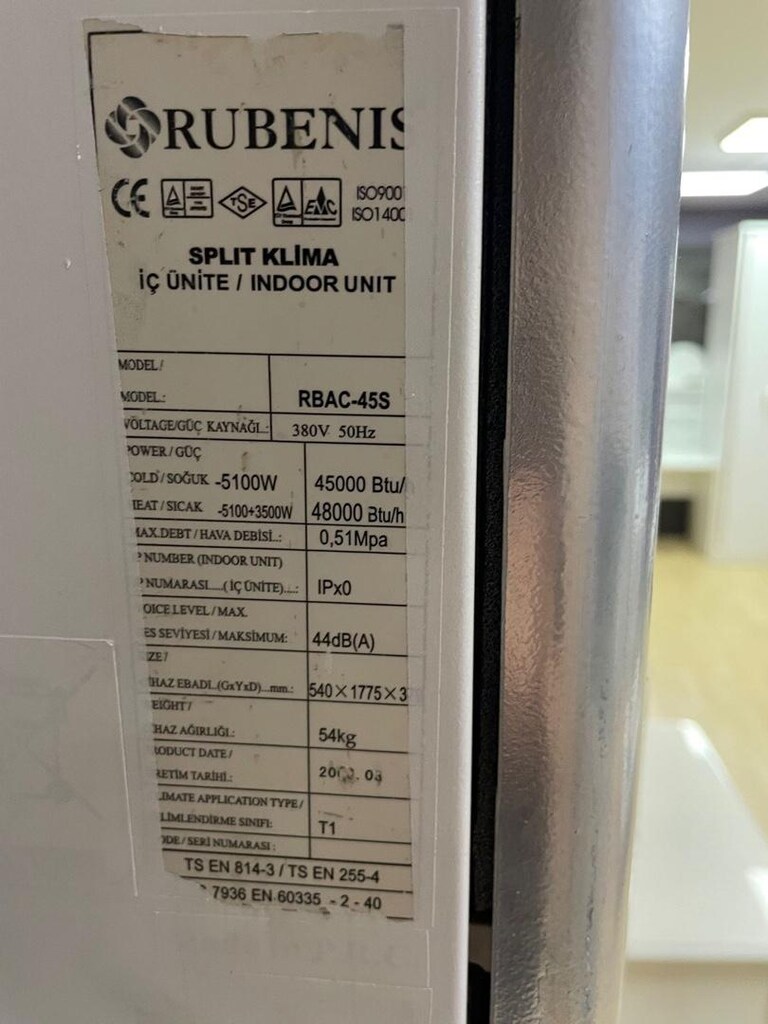 RUBENIS
CE TSE EMC ISO900
ISO1400
SPLIT KLİMA
İÇ ÜNİTE / INDOOR UNIT
MODEL /
MODEL.: RBAC-45S
VOLTAGE/GÜÇ KAYNAĞI.: 380V 50Hz
POWER / GÜÇ
COLD / SOĞUK -5100W 45000 Btu/
HEAT / SICAK -5100+3500W 48000 Btu/h
MAX.DEBT / HAVA DEBİSİ..: 0,51Mpa
P NUMBER (INDOOR UNIT)
NUMARASI.....( İÇ ÜNİTE)....: IPx0
OICE LEVEL / MAX.
ES SEVİYESİ / MAKSİMUM: 44dB(A)
ZE /
İHAZ EBADI..(GxYxD)...mm.: 540×1775×3
EIGHT /
HAZ AĞIRLIĞI.: 54kg
RODUCT DATE /
RETİM TARİHİ.:
LIMATE APPLICATION TYPE /
LİMLENDİRME SINIFI: T1
ODE / SERİ NUMARASI :
TS EN 814-3 / TS EN 255-4
7936 EN 60335 - 2 - 40